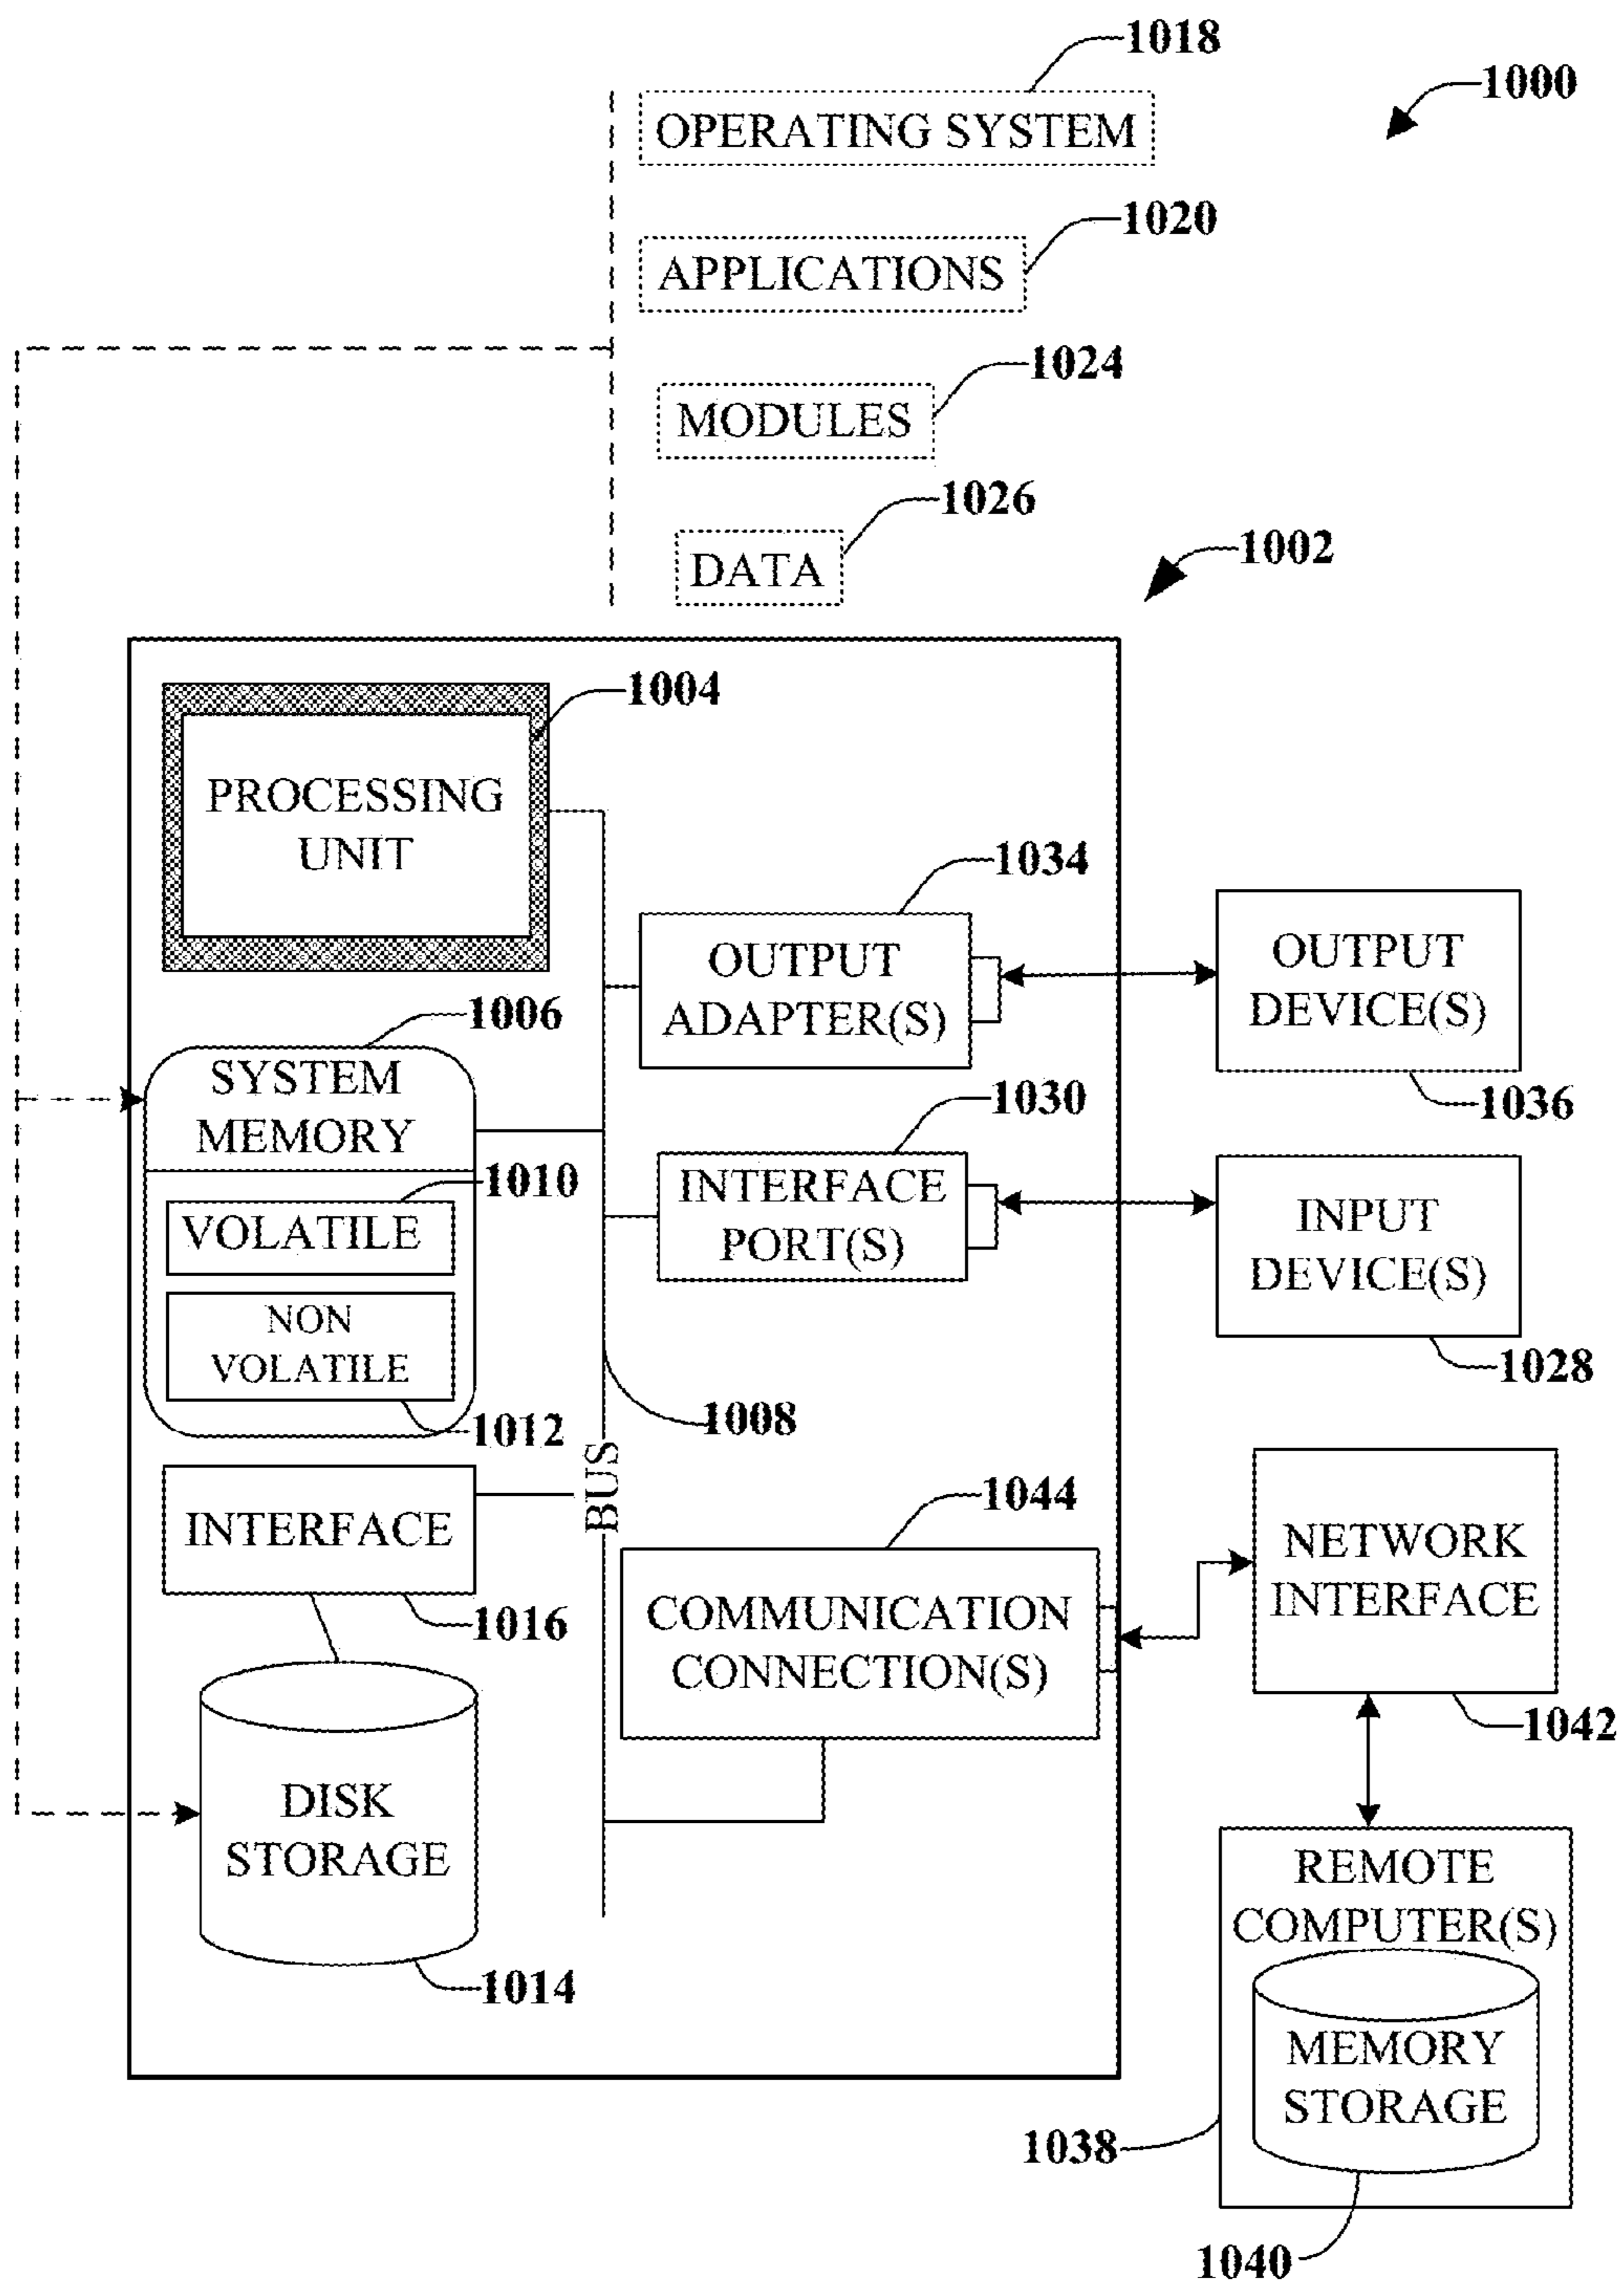 1018
1000
OPERATING SYSTEM
1020
APPLICATIONS
1024
MODULES
1026
DATA
1002
1004
PROCESSING
UNIT
1034
OUTPUT
ADAPTER(S)
OUTPUT
DEVICE(S)
1036
1006
SYSTEM
MEMORY
1030
INTERFACE
PORT(S)
INPUT
DEVICE(S)
1028
1010
VOLATILE
NON
VOLATILE
1012
1008
BUS
INTERFACE
1016
1044
COMMUNICATION
CONNECTION(S)
NETWORK
INTERFACE
1042
DISK
STORAGE
1014
REMOTE
COMPUTER(S)
MEMORY
STORAGE
1038
1040